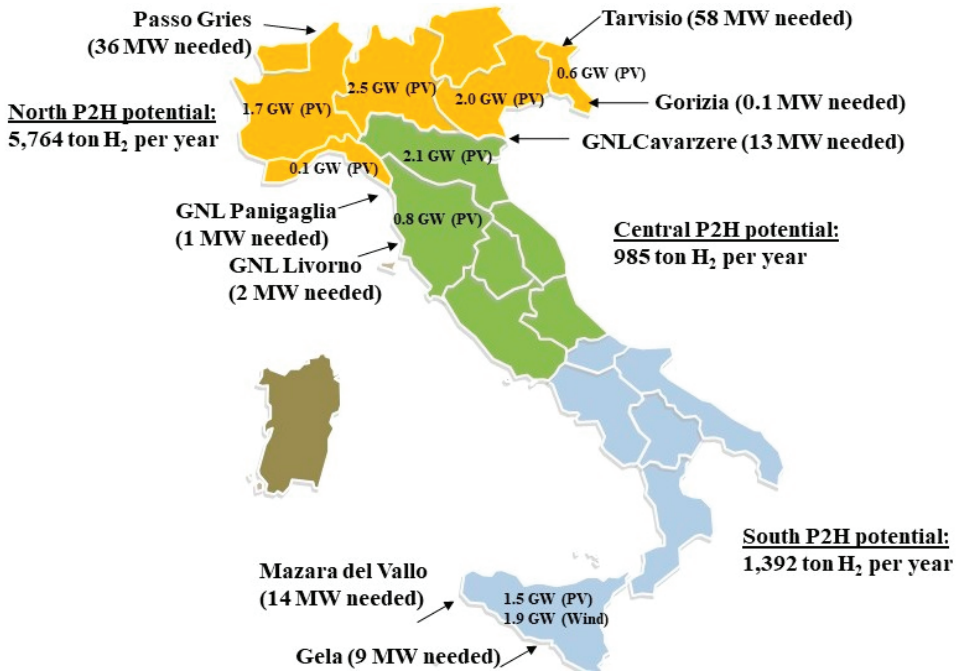 Passo Gries
(36 MW needed)
Tarvisio (58 MW needed)
0.6 GW (PV)
2.5 GW (PV)
2.0 GW (PV)
1.7 GW (PV)
Gorizia (0.1 MW needed)
North P2H potential:
5,764 ton H₂ per year
GNLCavarzere (13 MW needed)
2.1 GW (PV)
0.1 GW (PV)
GNL Panigaglia
(1 MW needed)
0.8 GW (PV)
Central P2H potential:
985 ton H₂ per year
GNL Livorno
(2 MW needed)
South P2H potential:
1,392 ton H₂ per year
Mazara del Vallo
(14 MW needed)
1.5 GW (PV)
1.9 GW (Wind)
Gela (9 MW needed)